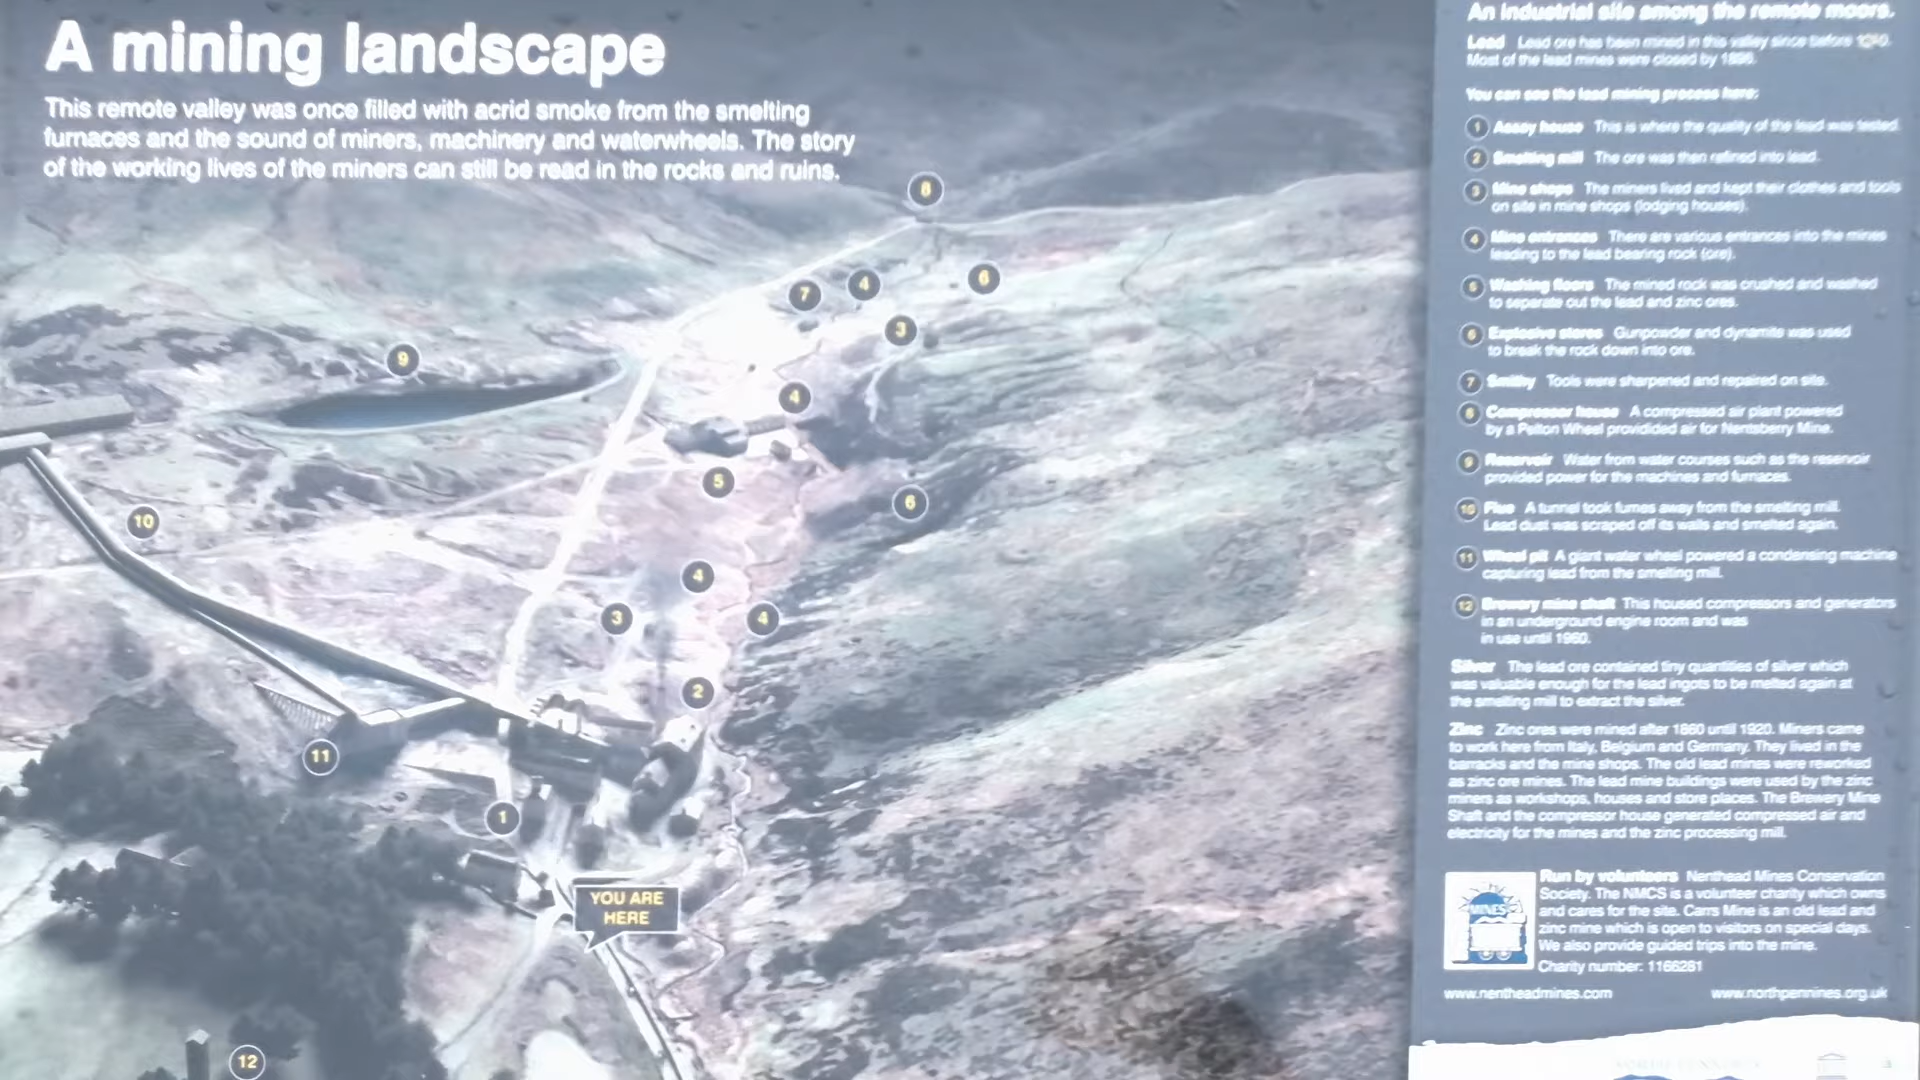 A mining landscape
This remote valley was once filled with acrid smoke from the smelting
furnaces and the sound of miners, machinery and waterwheels. The story
of the working lives of the miners can still be read in the rocks and ruins.
8
7
4
6
3
9
4
5
6
10
4
3
4
2
11
1
YOU ARE
HERE
12
An industrial site among the remote moors.
Lead Lead ore has been mined in this valley since before
Most of the lead mines were closed by
You can see the lead mining process here:
1 Assay house This is where the quality of the lead was tested.
2 Smelting mill The ore was then refined into lead.
3 Mine shops The miners lived and kept their clothes and tools
on site in mine shops (lodging houses).
4 Mine entrances There are various entrances into the mines
leading to the lead bearing rock (ore).
5 Washing floors The mined rock was crushed and washed
to separate out the lead and zinc ores.
6 Explosive stores Gunpowder and dynamite was used
to break the rock down into ore.
7 Smithy Tools were sharpened and repaired on site.
8 Compressor house A compressed air plant powered
by a Pelton Wheel providided air for Nentsberry Mine.
9 Reservoir Water from water courses such as the reservoir
provided power for the machines and furnaces.
10 Flue A tunnel took fumes away from the smelting mill.
Lead dust was scraped off its walls and smelted again.
11 Wheel pit A giant water wheel powered a condensing machine
capturing lead from the smelting mill.
12 Brewery mine shaft This housed compressors and generators
in an underground engine room and was
in use until 1960.
Silver The lead ore contained tiny quantities of silver which
was valuable enough for the lead ingots to be melted again at
the smelting mill to extract the silver.
Zinc Zinc ores were mined after 1860 until 1920. Miners came
to work here from Italy, Belgium and Germany. They lived in the
barracks and the mine shops. The old lead mines were reworked
as zinc ore mines. The lead mine buildings were used by the zinc
miners as workshops, houses and store places. The Brewery Mine
Shaft and the compressor house generated compressed air and
electricity for the mines and the zinc processing mill.
MINES
Run by volunteers Nenthead Mines Conservation
Society. The NMCS is a volunteer charity which owns
and cares for the site. Carrs Mine is an old lead and
zinc mine which is open to visitors on special days.
We also provide guided trips into the mine.
Charity number: 1166261
www.nentheadmines.com
www.northpennines.org.uk